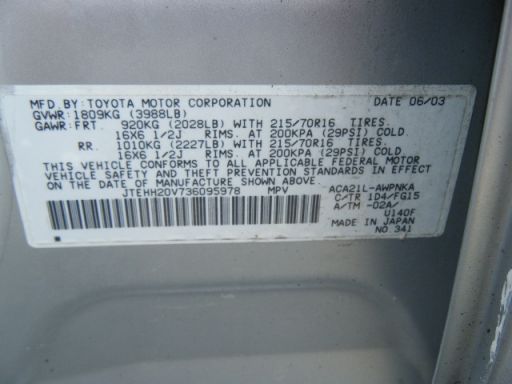 MFD. BY: TOYOTA MOTOR CORPORATION DATE 06/03
GVWR: 1809KG (3988LB)
GAWR: FRT. 920KG (2028LB) WITH 215/70R16 TIRES.
16X6 1/2J RIMS. AT 200KPA (29PSI) COLD.
RR. 1010KG (2227LB) WITH 215/70R16 TIRES.
16X6 1/2J RIMS. AT 200KPA (29PSI) COLD.
THIS VEHICLE CONFORMS TO ALL APPLICABLE FEDERAL MOTOR
VEHICLE SAFETY AND THEFT PREVENTION STANDARDS IN EFFECT
ON THE DATE OF MANUFACTURE SHOWN ABOVE.
JTEHH20V736095978 MPV ACA21L-AWPNKA
C/TR 1D4/FG15
A/TM -02A/
U140F
MADE IN JAPAN
NO 341